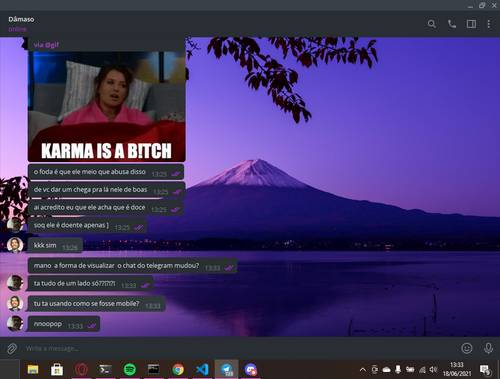 Dâmaso
online
via @gif
KARMA IS A B!TCH
o foda é que ele meio que abusa disso 13:25
de vc dar um chega pra lá nele de boas 13:25
ai acredito eu que ele acha que é doce 13:25
soq ele é doente apenas ] 13:25
kkk sim 13:26
mano a forma de visualizar o chat do telegram mudou? 13:33
ta tudo de um lado só?????? 13:33
tu ta usando como se fosse mobile? 13:33
nnoopop 13:33
Write a message...
13:33
18/06/2021